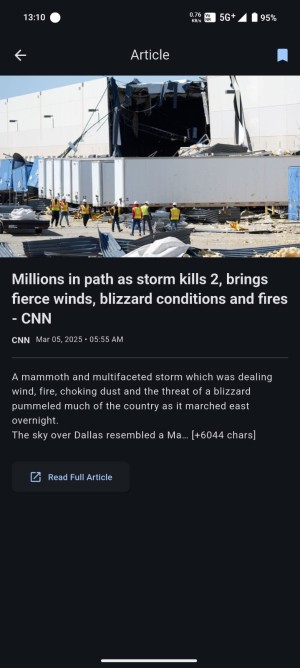 13:10
0.76
KB/s
5G+
95%
Article
Millions in path as storm kills 2, brings
fierce winds, blizzard conditions and fires
- CNN
CNN Mar 05, 2025 • 05:55 AM
A mammoth and multifaceted storm which was dealing
wind, fire, choking dust and the threat of a blizzard
pummeled much of the country as it marched east
overnight.
The sky over Dallas resembled a Ma… [+6044 chars]
Read Full Article